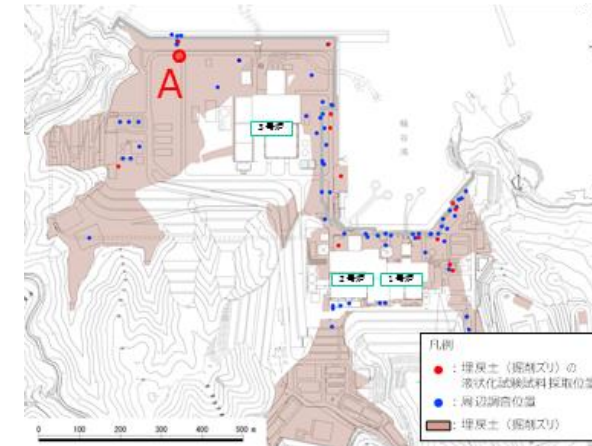 A
3号炉
2号炉
1号炉
凡例
：埋戻土（掘削ズリ）の
液状化試験試料採取位置
：周辺調査位置
：埋戻土（掘削ズリ）
0 100 200 300 400 500 m